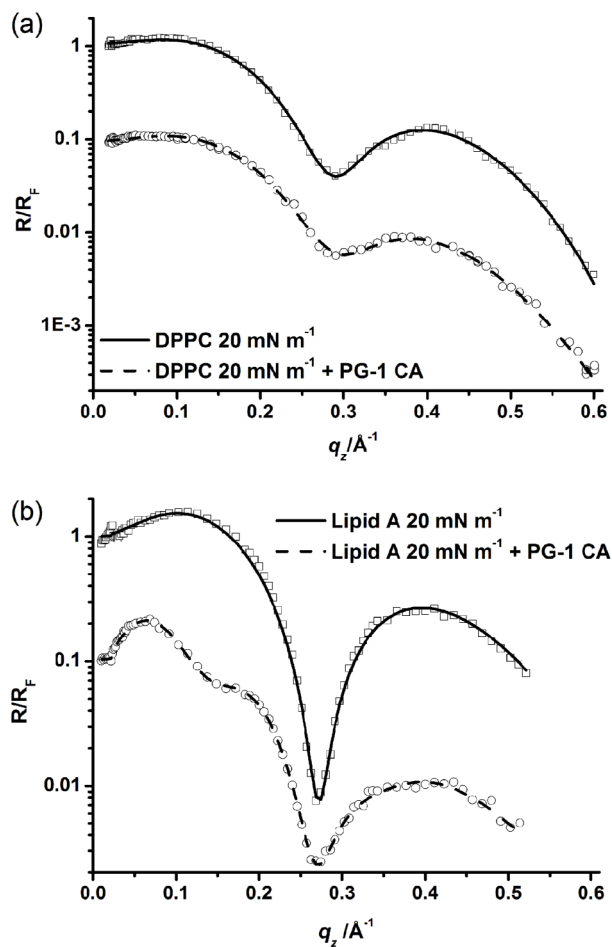 (a)
1
0.1
0.01
1E-3
R/R_F
DPPC 20 mN m⁻¹
DPPC 20 mN m⁻¹ + PG-1 CA
0.0 0.1 0.2 0.3 0.4 0.5 0.6
q_z/Å⁻¹
(b)
Lipid A 20 mN m⁻¹
Lipid A 20 mN m⁻¹ + PG-1 CA
1
0.1
0.01
R/R_F
0.0 0.1 0.2 0.3 0.4 0.5 0.6
q_z /Å⁻¹